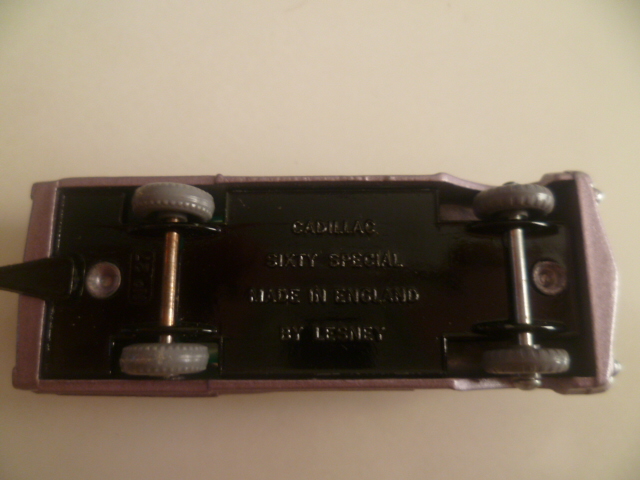 CADILLAC
SIXTY SPECIAL
MADE IN ENGLAND
BY LESNEY